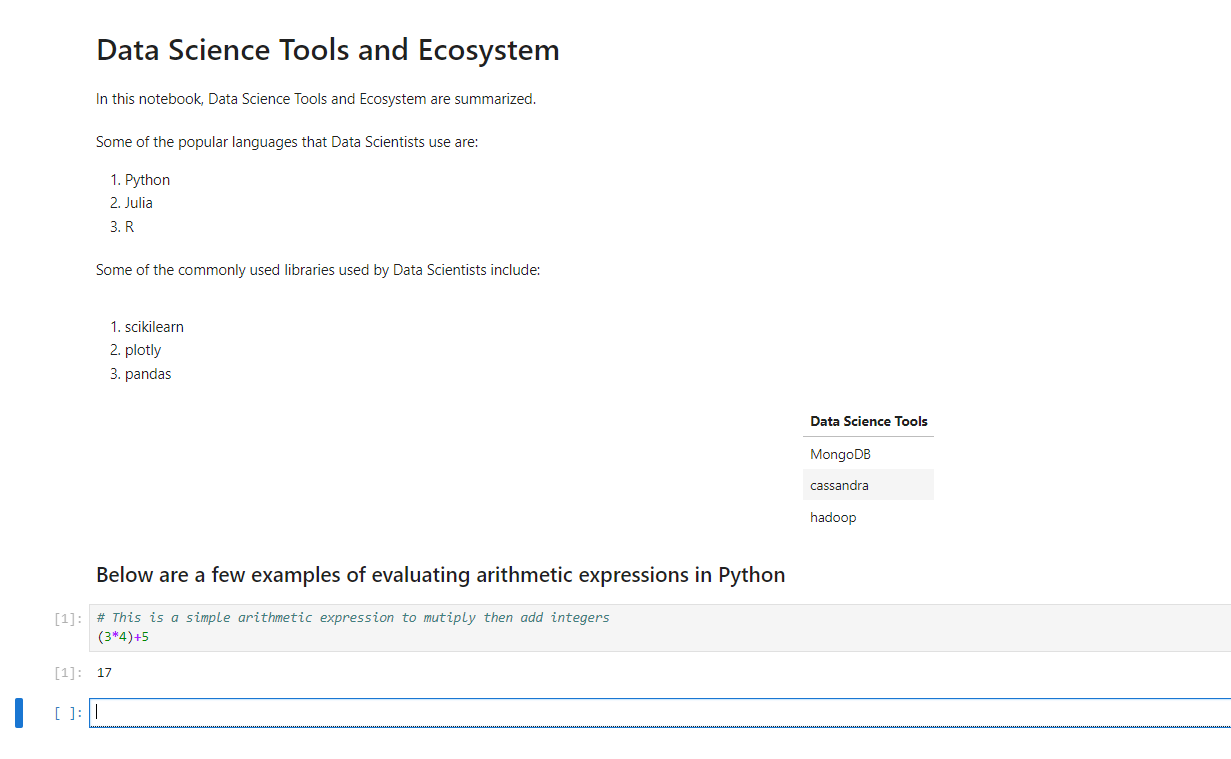 Data Science Tools and Ecosystem
In this notebook, Data Science Tools and Ecosystem are summarized.
Some of the popular languages that Data Scientists use are:
1. Python
2. Julia
3. R
Some of the commonly used libraries used by Data Scientists include:
1. scikilearn
2. plotly
3. pandas
Data Science Tools
MongoDB
cassandra
hadoop
Below are a few examples of evaluating arithmetic expressions in Python
[1]: # This is a simple arithmetic expression to mutiply then add integers
(3*4)+5
[1]: 17
[ ]: